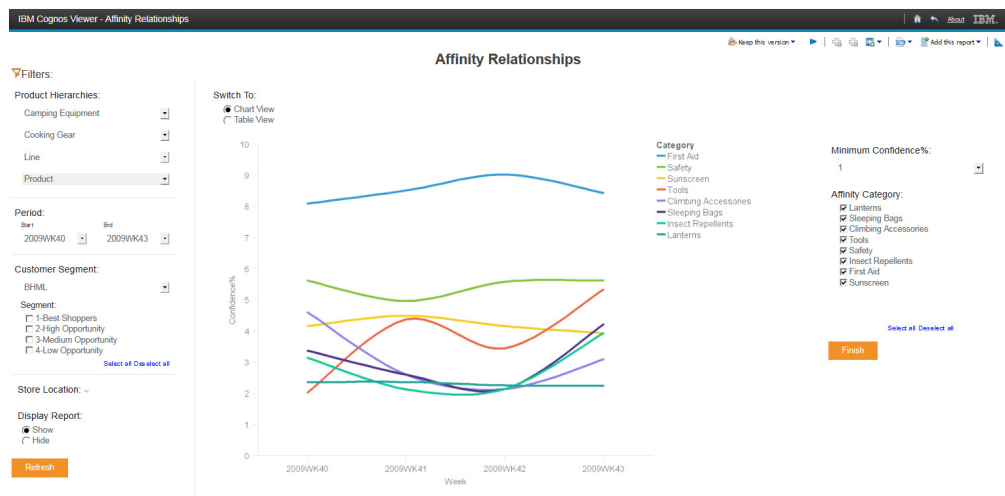 IBM Cognos Viewer - Affinity Relationships
About IBM.
Keep this version
Add this report
Affinity Relationships
Filters:
Product Hierarchies:
Camping Equipment
Cooking Gear
Line
Product
Period:
Start End
2009WK40 2009WK43
Customer Segment:
BHML
Segment:
1-Best Shoppers
2-High Opportunity
3-Medium Opportunity
4-Low Opportunity
Select all Deselect all
Store Location:
Display Report:
Show
Hide
Refresh
Switch To:
Chart View
Table View
10
9
8
7
6
5
4
3
2
1
0
Confidence%
2009WK40 2009WK41 2009WK42 2009WK43
Week
Category
First Aid
Safety
Sunscreen
Tools
Climbing Accessories
Sleeping Bags
Insect Repellents
Lanterns
Minimum Confidence%:
1
Affinity Category:
Lanterns
Sleeping Bags
Climbing Accessories
Tools
Safety
Insect Repellents
First Aid
Sunscreen
Select all Deselect all
Finish